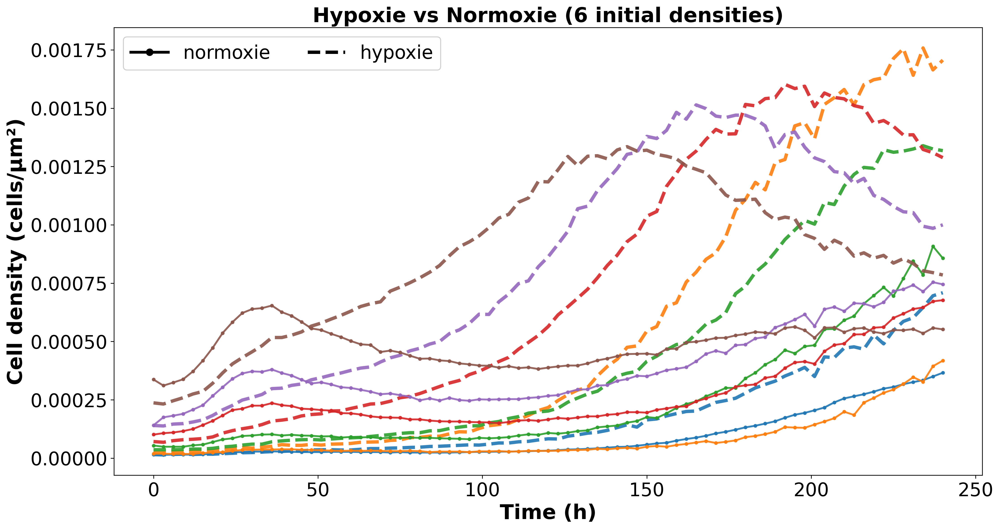 Hypoxie vs Normoxie (6 initial densities)
normoxie hypoxie
Cell density (cells/µm²)
0.00175
0.00150
0.00125
0.00100
0.00075
0.00050
0.00025
0.00000
0 50 100 150 200 250
Time (h)